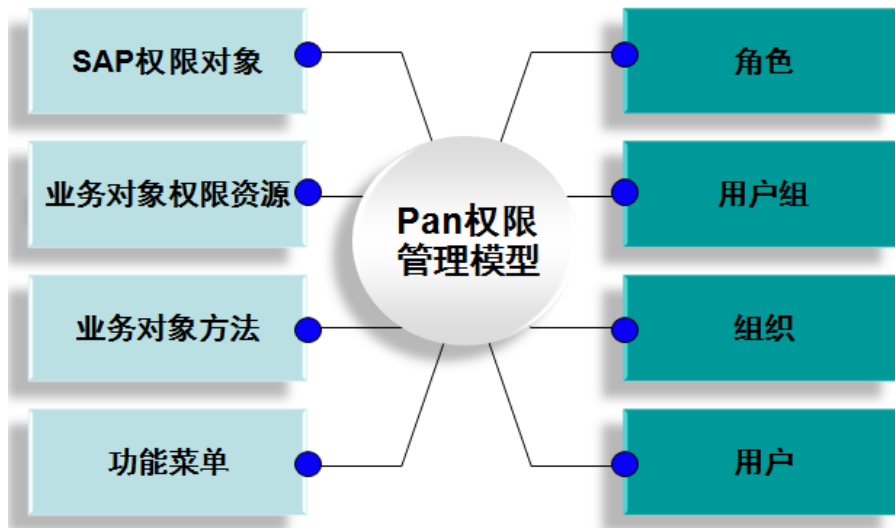 SAP权限对象
业务对象权限资源
业务对象方法
功能菜单
Pan权限
管理模型
角色
用户组
组织
用户